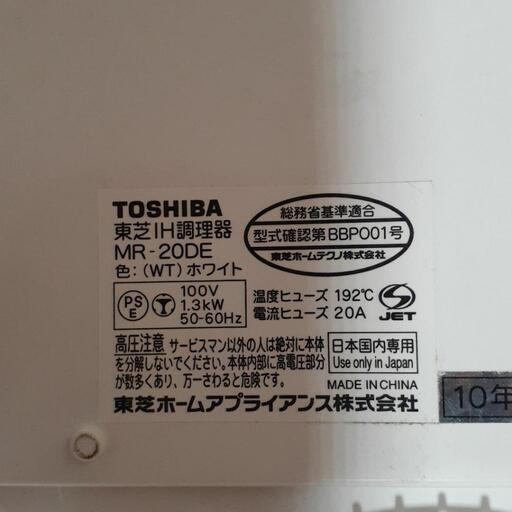 TOSHIBA
東芝IH調理器
MR-20DE
色:(WT)ホワイト
総務省基準適合
型式確認第BBP001号
東芝ホームテクノ株式会社
PS
E
100V
1.3kW
50-60Hz
温度ヒューズ 192℃
電流ヒューズ 20A
JET
高圧注意 サービスマン以外の人は絶対に本体
を分解しないでください。本体内部に高電圧部分
が数多くあり、万一さわると危険です。
日本国内専用
Use only in Japan
MADE IN CHINA
東芝ホームアプライアンス株式会社
10年